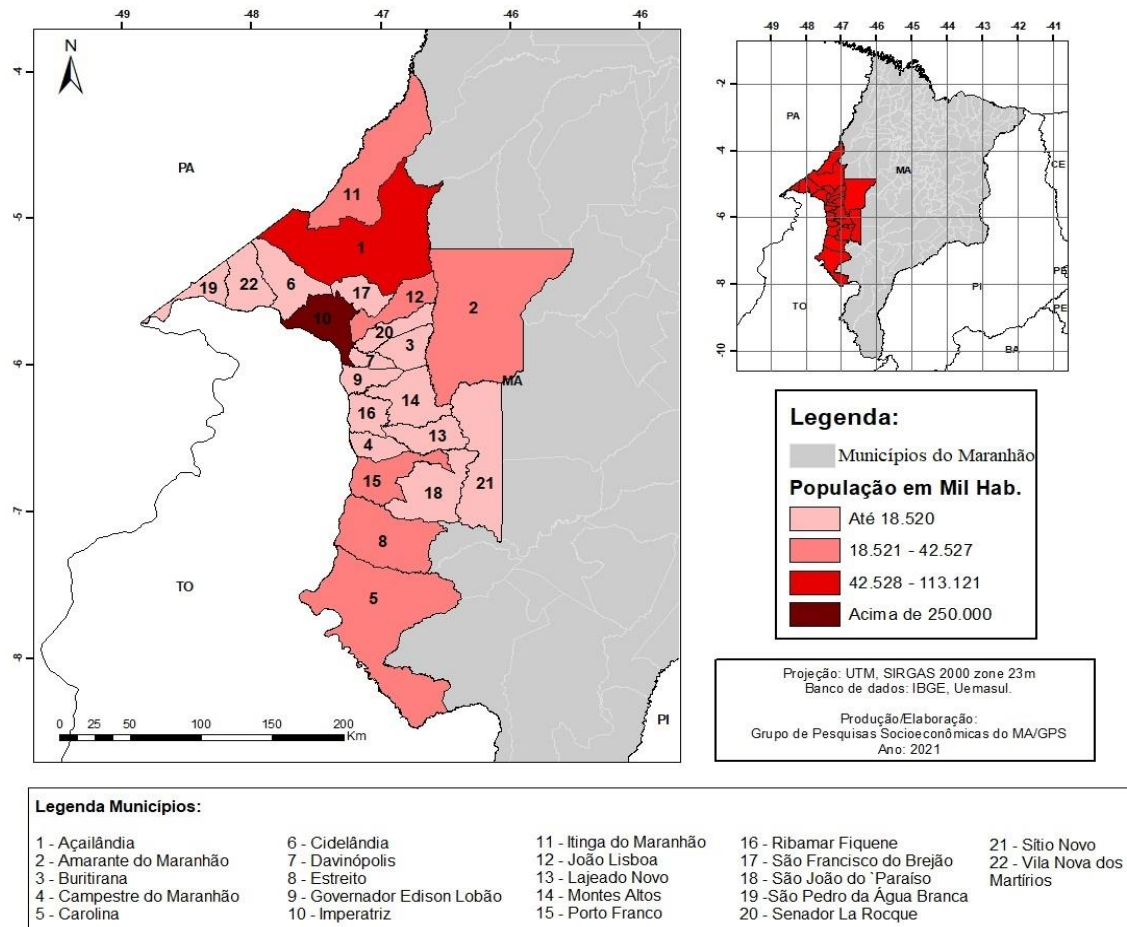 -49 -48 -47 -46 -46
N
-4
-5
-6
-7
-8
PA
11
1
19
22
6
17
12
2
10
20
3
7
9
MA
14
16
13
4
15
18
21
8
TO
5
PI
0 25 50 100 150 200
Km
-49 -48 -47 -46 -45 -44 -43 -42 -41
-2
-4
-6
-8
-10
PA
MA
CE
TO
PI
PE
PE
BA
Legenda:
Municípios do Maranhão
População em Mil Hab.
Até 18.520
18.521 - 42.527
42.528 - 113.121
Acima de 250.000
Projeção: UTM, SIRGAS 2000 zone 23m
Banco de dados: IBGE, Uemasul.
Produção/Elaboração:
Grupo de Pesquisas Socioeconômicas do MA/GPS
Ano: 2021
Legenda Municípios:
1 - Açailândia
2 - Amarante do Maranhão
3 - Buritirana
4 - Campestre do Maranhão
5 - Carolina
6 - Cidelândia
7 - Davinópolis
8 - Estreito
9 - Governador Edison Lobão
10 - Imperatriz
11 - Itinga do Maranhão
12 - João Lisboa
13 - Lajeado Novo
14 - Montes Altos
15 - Porto Franco
16 - Ribamar Fiquene
17 - São Francisco do Brejão
18 - São João do `Paraíso
19 -São Pedro da Água Branca
20 - Senador La Rocque
21 - Sítio Novo
22 - Vila Nova dos
Martírios